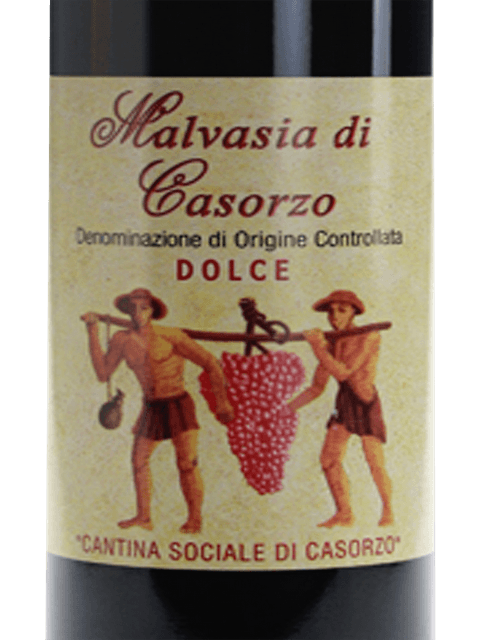 Malvasia di
Casorzo
Denominazione di Origine Controllata
DOLCE
"CANTINA SOCIALE DI CASORZO"